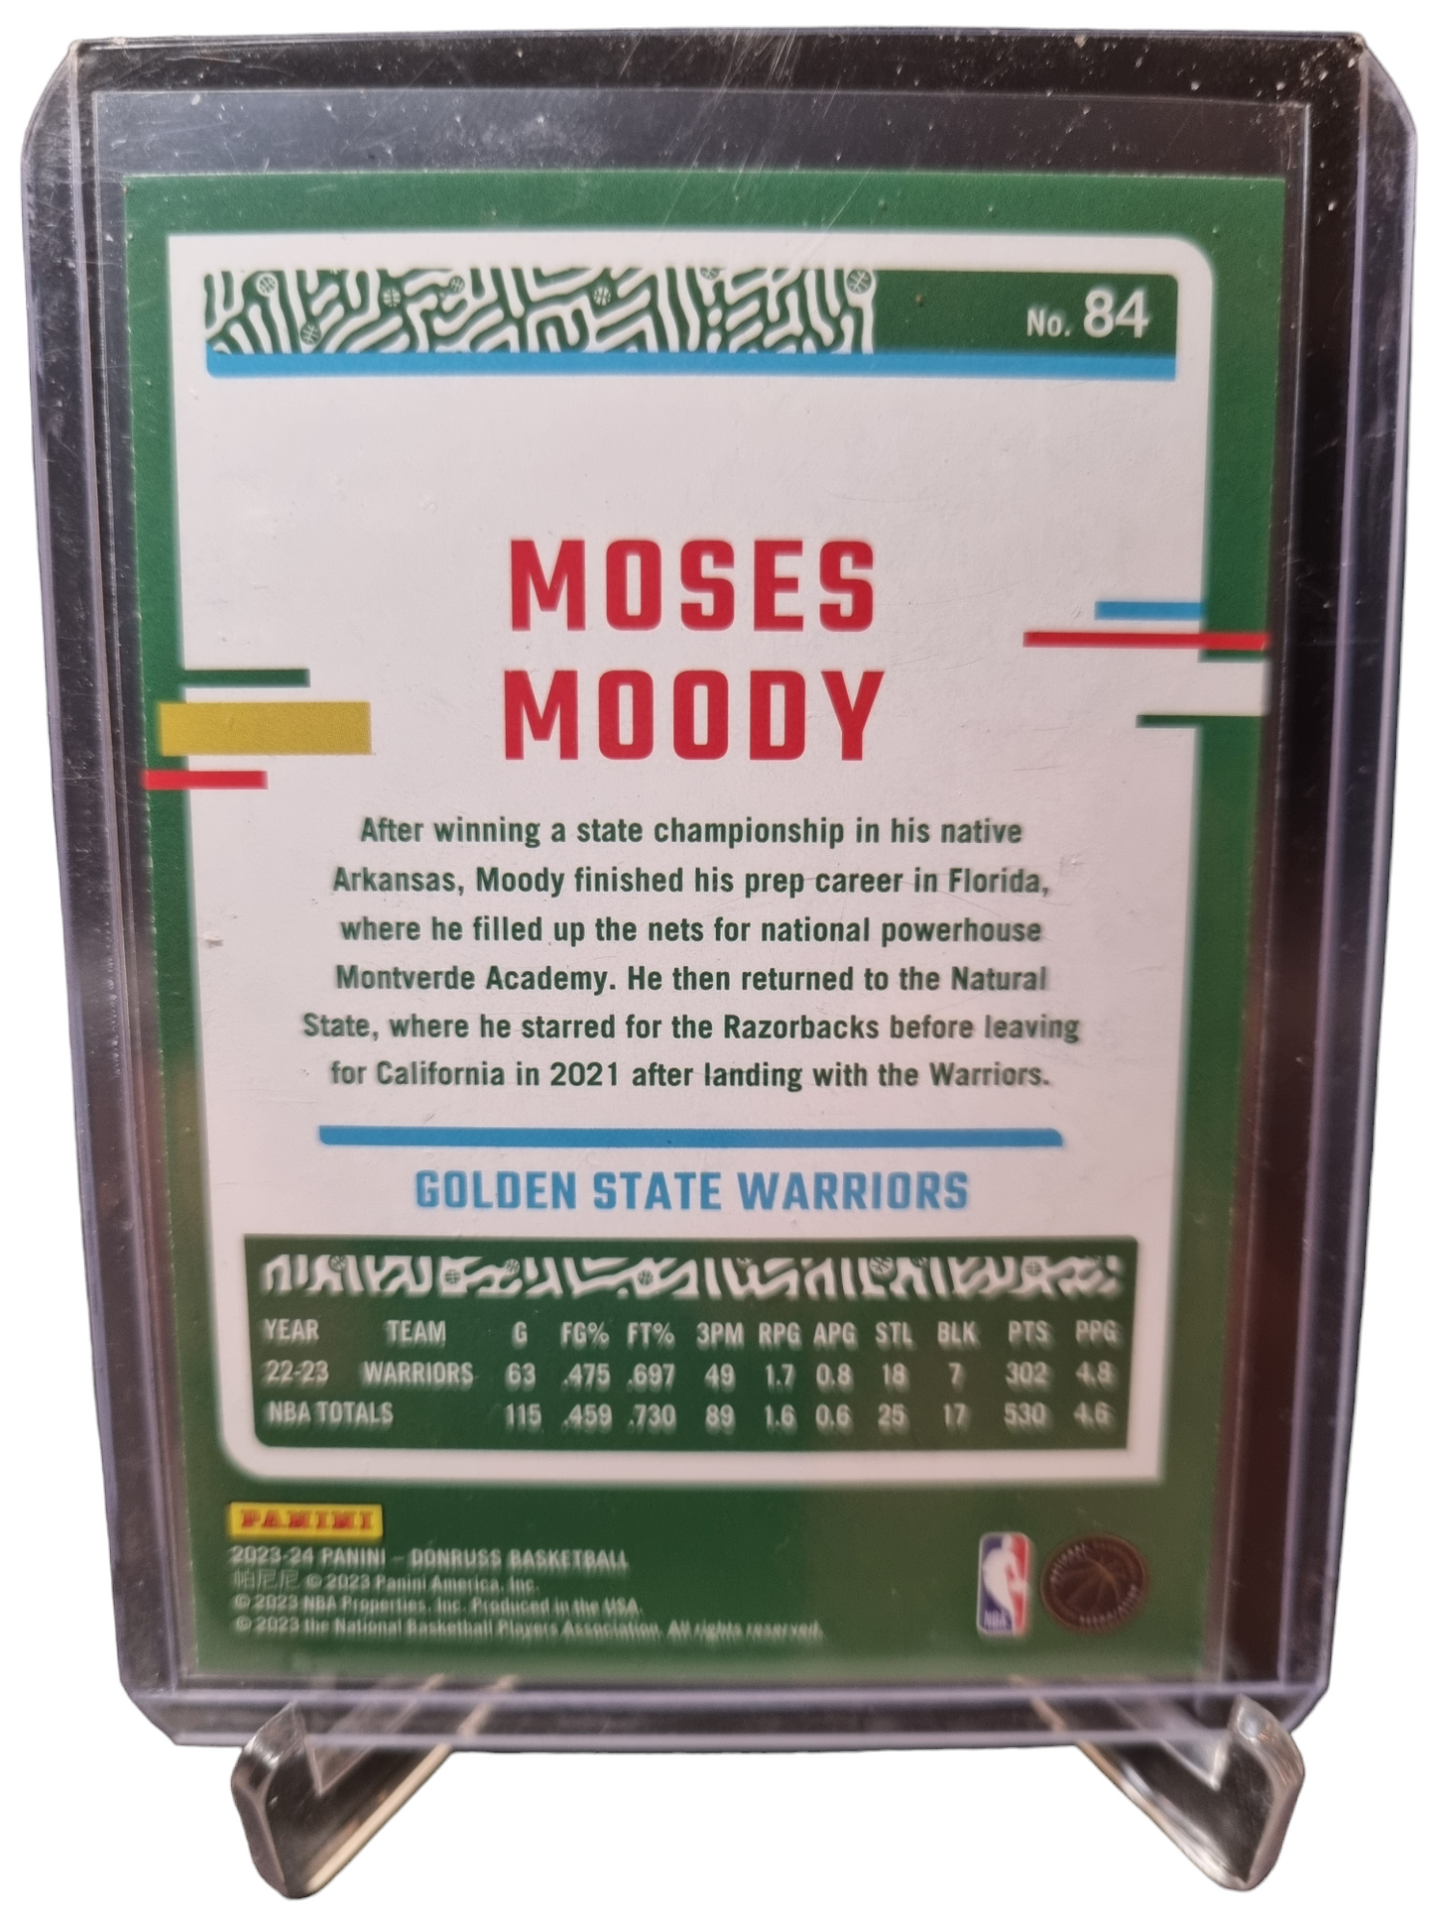 No. 84
MOSES
MOODY
After winning a state championship in his native
Arkansas, Moody finished his prep career in Florida,
where he filled up the nets for national powerhouse
Montverde Academy. He then returned to the Natural
State, where he starred for the Razorbacks before leaving
for California in 2021 after landing with the Warriors.
GOLDEN STATE WARRIORS
YEAR TEAM G FG% FT% 3PM RPG APG STL BLK PTS PPG
22-23 WARRIORS 63 .475 .697 49 1.7 0.8 18 7 302 4.8
NBA TOTALS 115 .459 .730 89 1.6 0.6 25 17 530 4.6
PANINI
2023-24 PANINI – DONRUSS BASKETBALL
帕尼尼 © 2023 Panini America, Inc.
© 2023 NBA Properties, Inc. Produced in the USA.
© 2023 the National Basketball Players Association. All rights reserved.
NBA